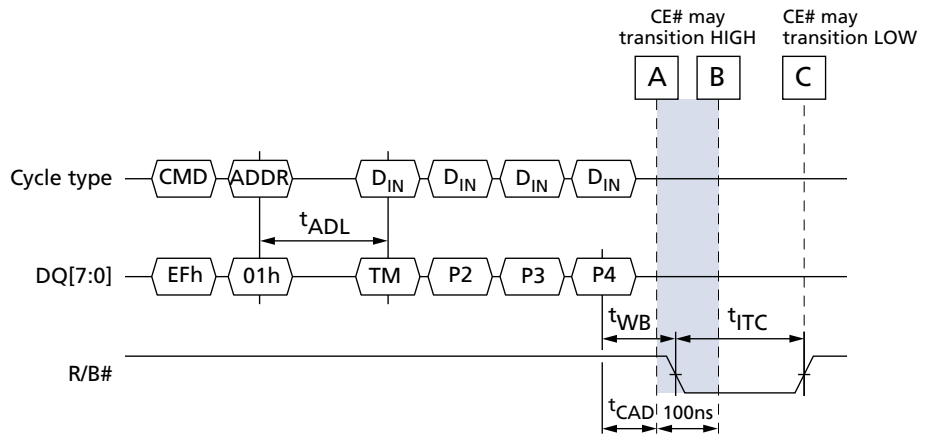 CE# may
transition HIGH
CE# may
transition LOW
A
B
C
Cycle type
CMD
ADDR
DIN
DIN
DIN
DIN
tADL
DQ[7:0]
EFh
01h
TM
P2
P3
P4
tWB
tITC
R/B#
tCAD
100ns